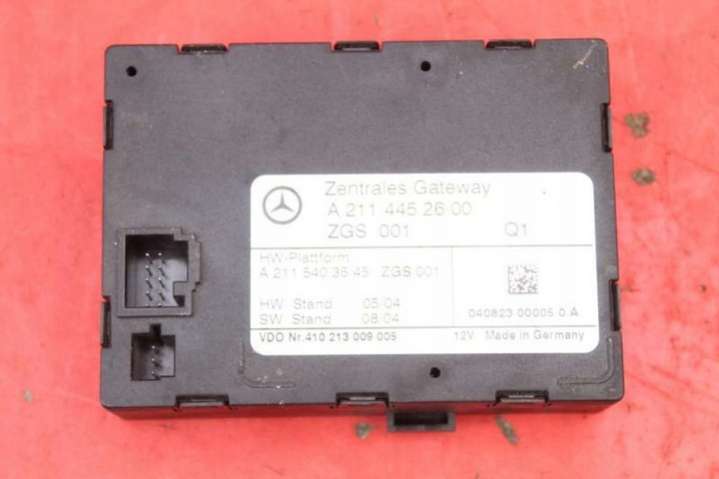 Zentrales Gateway
A 211 445 26 00
ZGS 001 Q1
HW-Plattform
A 211 540 36 45 ZGS 001
HW Stand 05/04
SW Stand 08.04
040823 00005 0 A
VDO Nr.410 213 009 005 12V Made in Germany